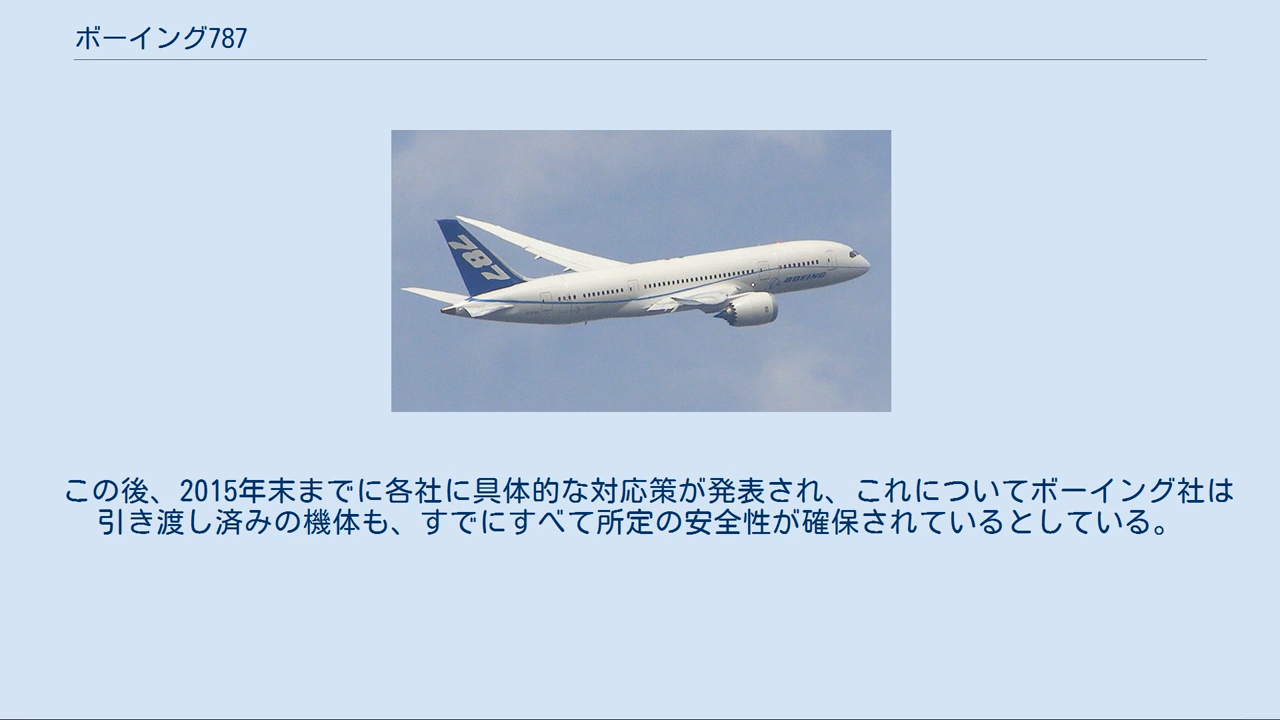 ボーイング787
787
BOEING
この後、2015年末までに各社に具体的な対応策が発表され、これについてボーイング社は
引き渡し済みの機体も、すでにすべて所定の安全性が確保されているとしている。